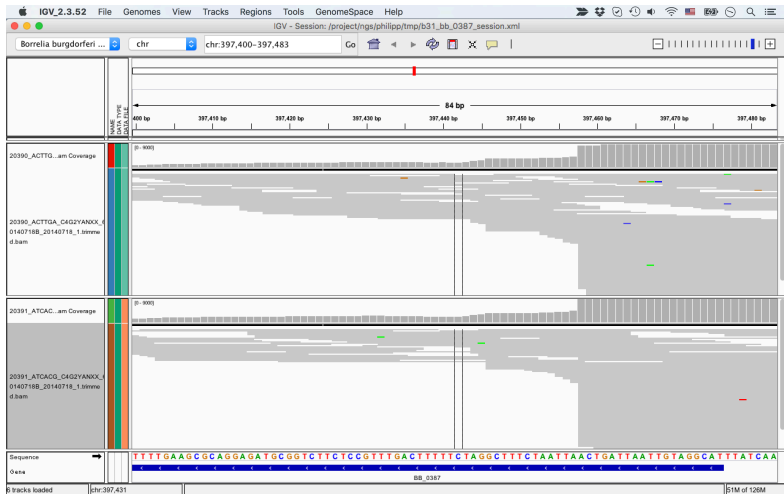 IGV_2.3.52 File Genomes View Tracks Regions Tools GenomeSpace Help
IGV - Session: /project/ngs/philipp/tmp/b31_bb_0387_session.xml
Borrelia burgdorferi ... chr chr:397,400-397,483 Go
NAME
DATA TYPE
DATA FILE
84 bp
400 bp 397,410 bp 397,420 bp 397,430 bp 397,440 bp 397,450 bp 397,460 bp 397,470 bp 397,480 bp
20390_ACTTG...am Coverage
[0 - 9000]
20390_ACTTGA_C4G2YANXX_6
0140718B_20140718_1.trimme
d.bam
20391_ATCAC...am Coverage
[0 - 9000]
20391_ATCACG_C4G2YANXX_6
0140718B_20140718_1.trimme
d.bam
Sequence TTTTGAAGCGCAGGAGATGCGGTCTTCTCCGTTTGACTTTTTCTAGGCTTTCTAATTAACTGATTAATTGTAGGCATTTATCAA
Gene
BB_0387
6 tracks loaded chr:397,431 51M of 126M